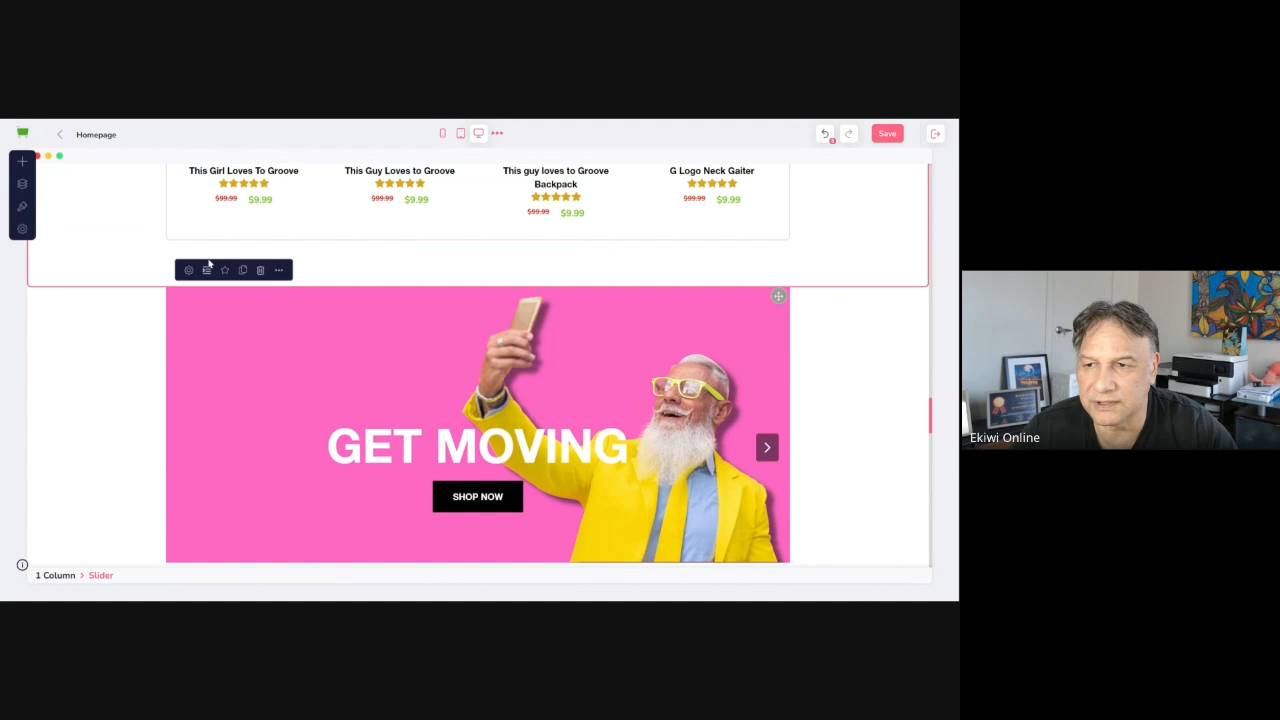 Homepage
Save
This Girl Loves To Groove
$99.99 $9.99
This Guy Loves to Groove
$99.99 $9.99
This guy loves to Groove
Backpack
$99.99 $9.99
G Logo Neck Gaiter
$99.99 $9.99
GET MOVING
SHOP NOW
1 Column > Slider
Ekiwi Online